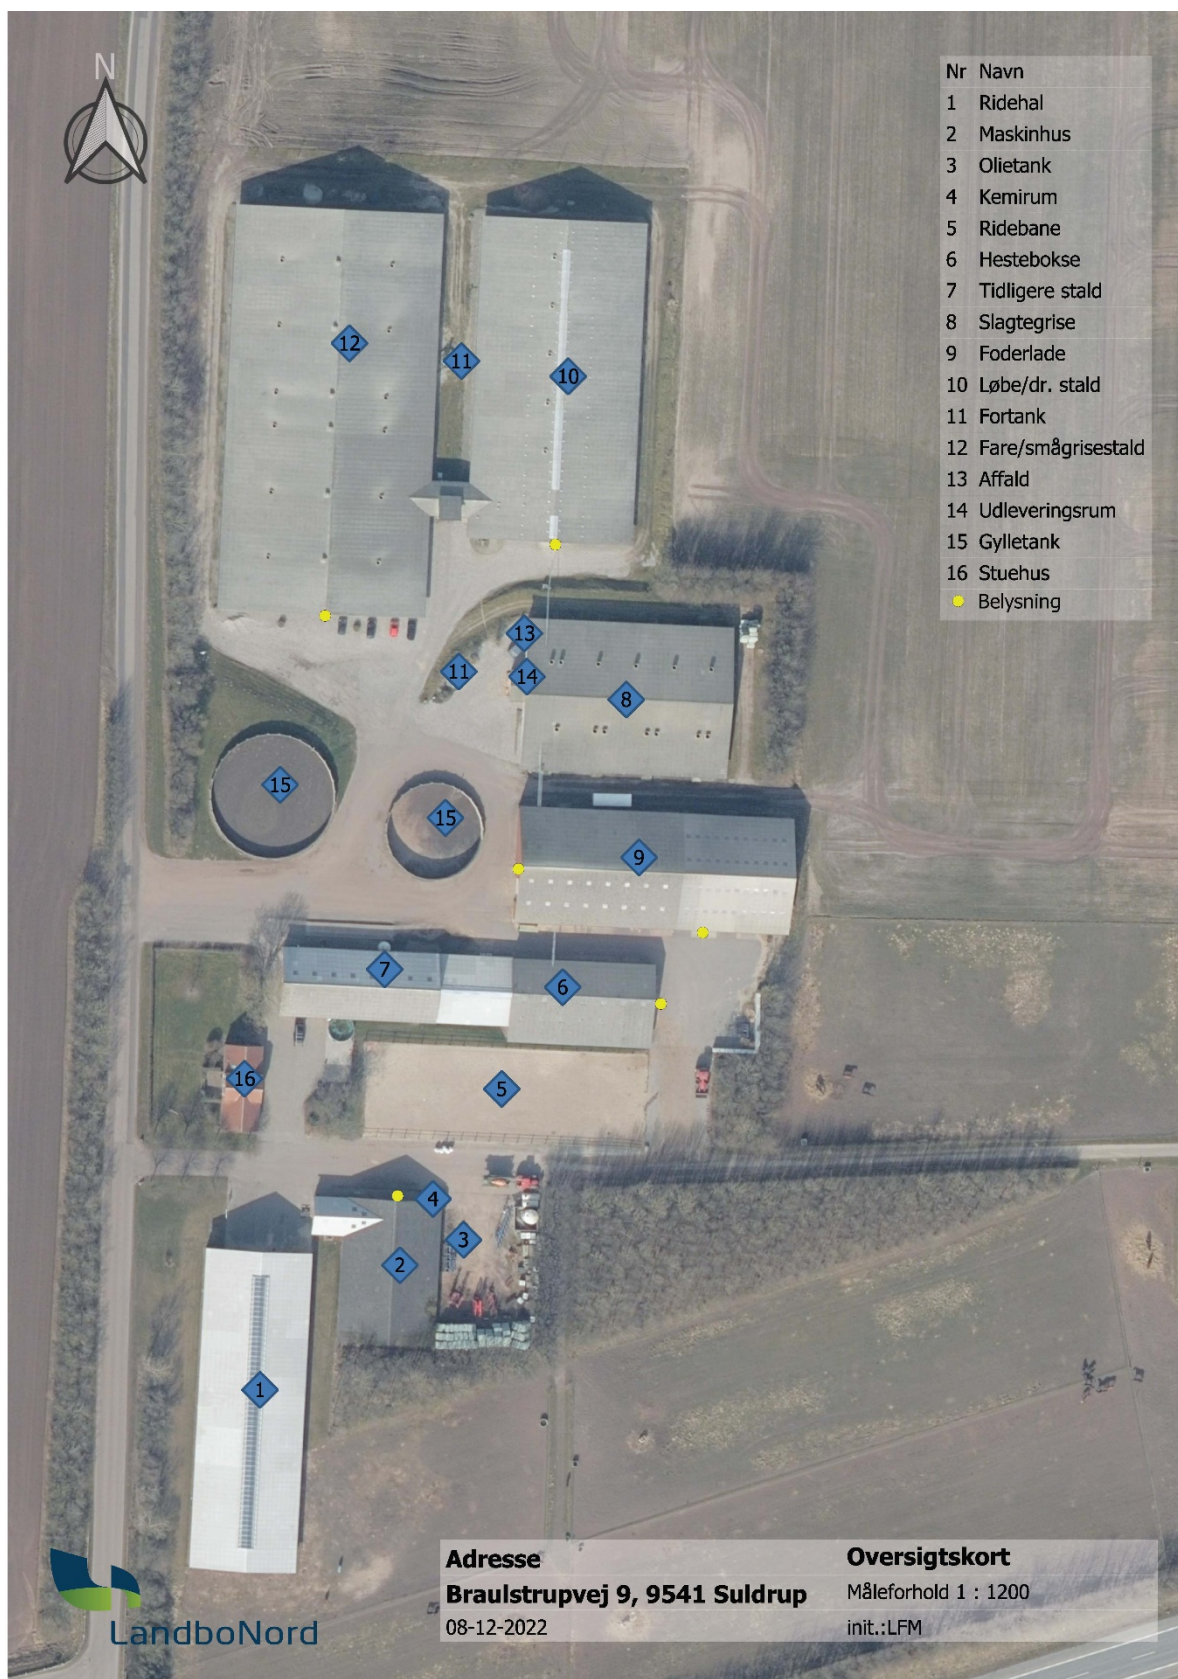 N
Nr Navn
1 Ridehal
2 Maskinhus
3 Olietank
4 Kemirum
5 Ridebane
6 Hestebokse
7 Tidligere stald
8 Slagtegrise
9 Foderlade
10 Løbe/dr. stald
11 Fortank
12 Fare/smågrisestald
13 Affald
14 Udleveringsrum
15 Gylletank
16 Stuehus
Belysning
12
11
10
13
11
14
8
15
15
9
7
6
16
5
4
3
2
1
Adresse
Braulstrupvej 9, 9541 Suldrup
08-12-2022
Oversigtskort
Måleforhold 1 : 1200
init.:LFM
LandboNord